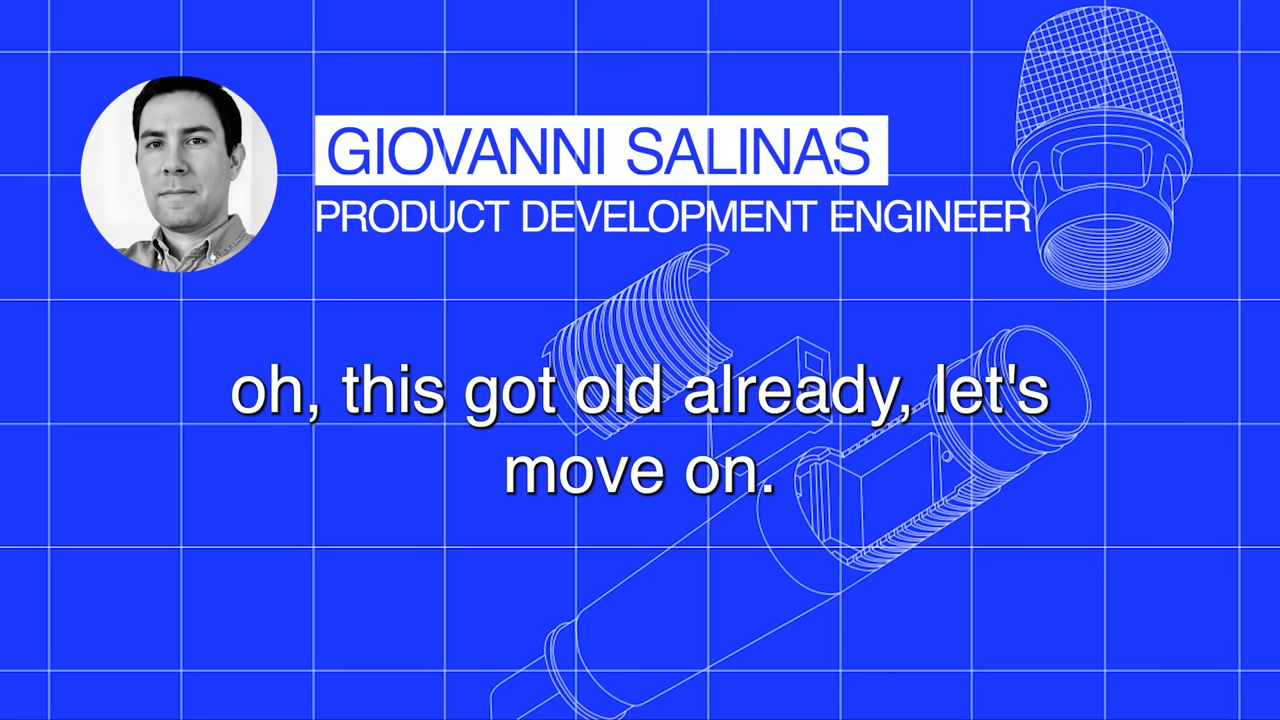 GIOVANNI SALINAS
PRODUCT DEVELOPMENT ENGINEER
oh, this got old already, let's
move on.